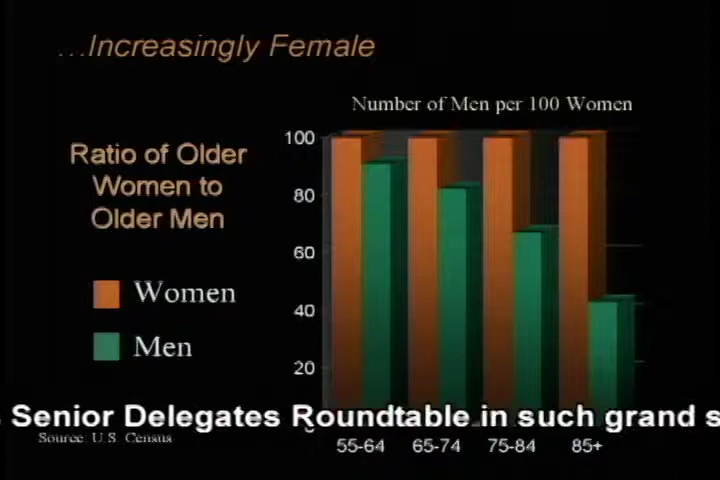 ...Increasingly Female
Number of Men per 100 Women
Ratio of Older
Women to
Older Men
Women
Men
100
80
60
40
20
Senior Delegates Roundtable in such grand s
Source: U.S. Census
55-64 65-74 75-84 85+